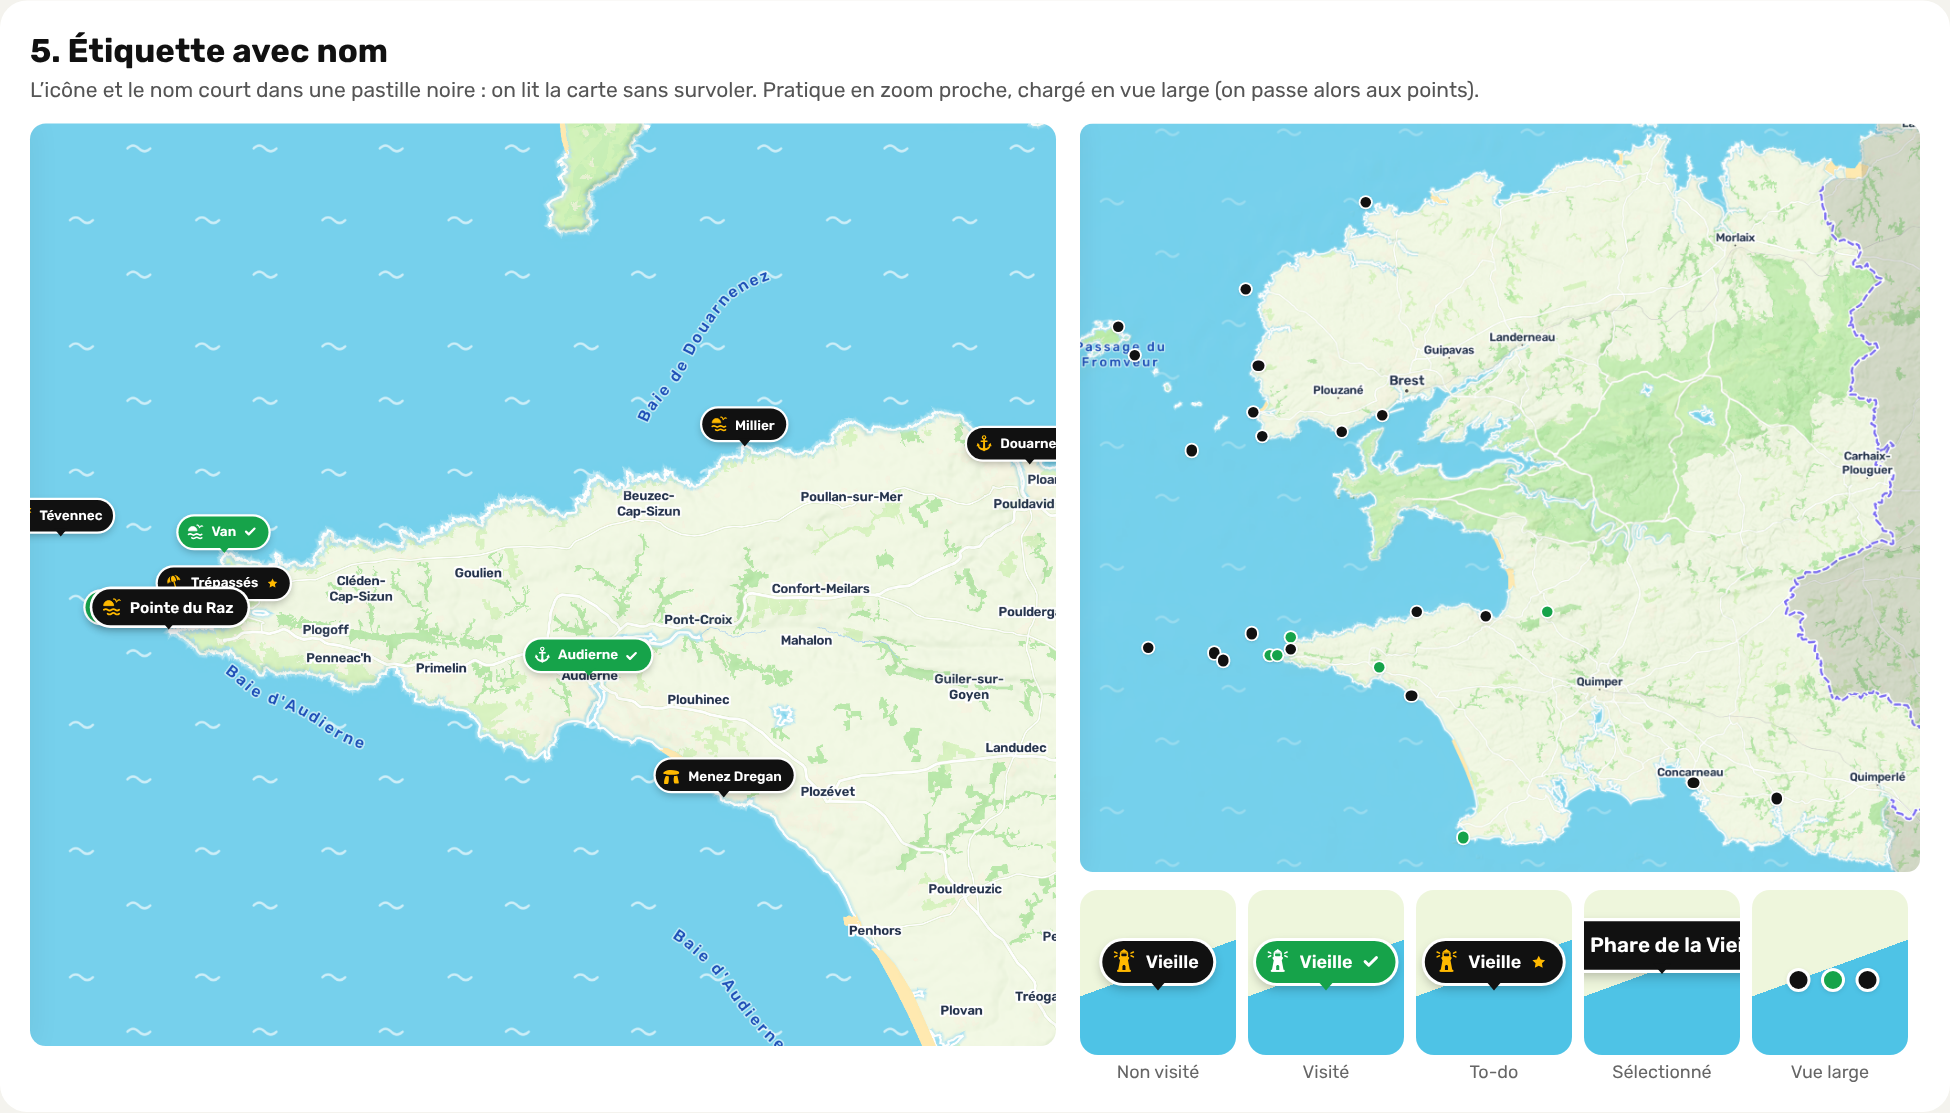 5. Étiquette avec nom
L’icône et le nom court dans une pastille noire : on lit la carte sans survoler. Pratique en zoom proche, chargé en vue large (on passe alors aux points).
Baie de Douarnenez
Millier
Douarne
Ploar
Beuzec-
Cap-Sizun
Poullan-sur-Mer
Pouldavid
Tévennec
Van
Goulien
Trépassés
Cléden-
Cap-Sizun
Confort-Meilars
Pointe du Raz
Pont-Croix
Poulderg
Plogoff
Mahalon
Penneac'h
Primelin
Audierne
Audierne
Baie d'Audierne
Plouhinec
Guiler-sur-
Goyen
Landudec
Menez Dregan
Plozévet
Pouldreuzic
Penhors
Pe
Baie d'Audierne
Tréoga
Plovan
Morlaix
Passage du
Fromveur
Landerneau
Guipavas
Brest
Plouzané
Carhaix-
Plouguer
Quimper
Concarneau
Quimperlé
Vieille
Vieille
Vieille
Phare de la Viei
Non visité
Visité
To-do
Sélectionné
Vue large